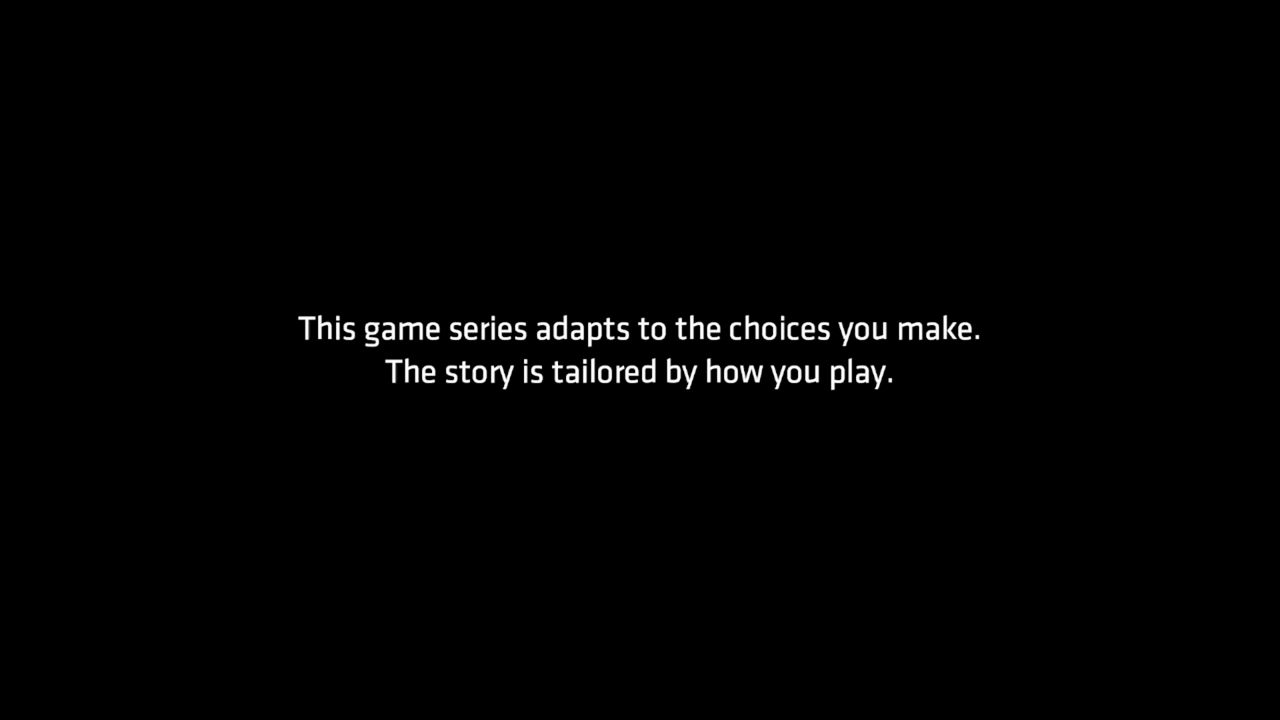 This game series adapts to the choices you make.
The story is tailored by how you play.